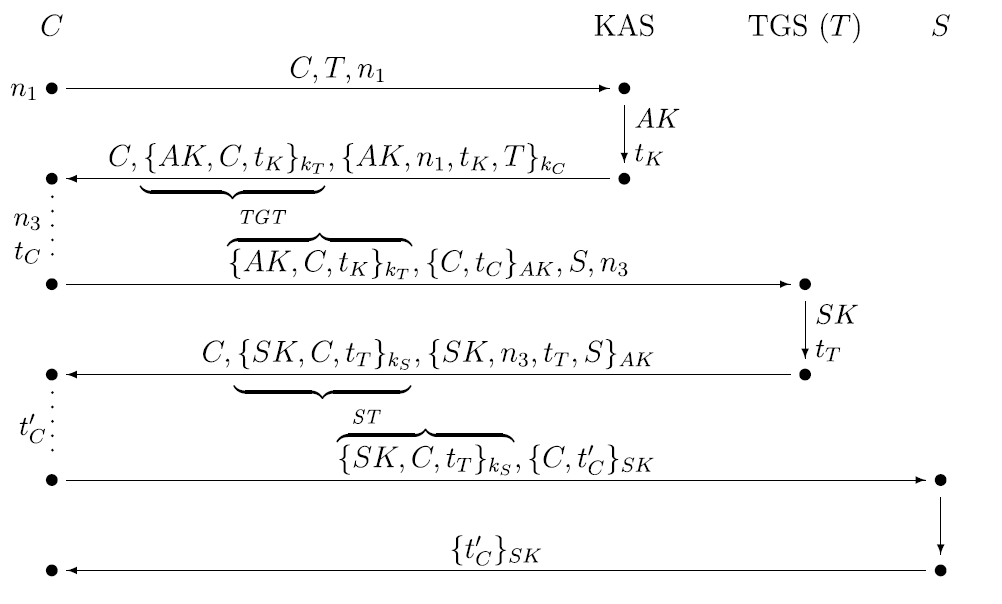 C KAS TGS (T) S
n₁ C, T, n₁
AK
C, {AK, C, t_K}_{k_T}, {AK, n₁, t_K, T}_{k_C} t_K
n₃ TGT
t_C {AK, C, t_K}_{k_T}, {C, t_C}_{AK}, S, n₃
SK
C, {SK, C, t_T}_{k_S}, {SK, n₃, t_T, S}_{AK} t_T
t′_C ST
{SK, C, t_T}_{k_S}, {C, t′_C}_{SK}
{t′_C}_{SK}